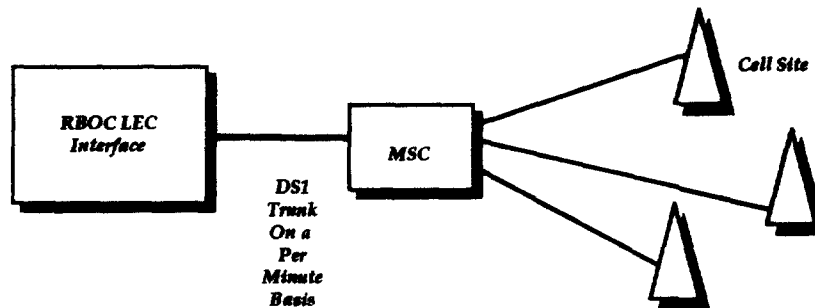 RBOC LEC
Interface
MSC
Cell Site
DS1
Trunk
On a
Per
Minute
Basis